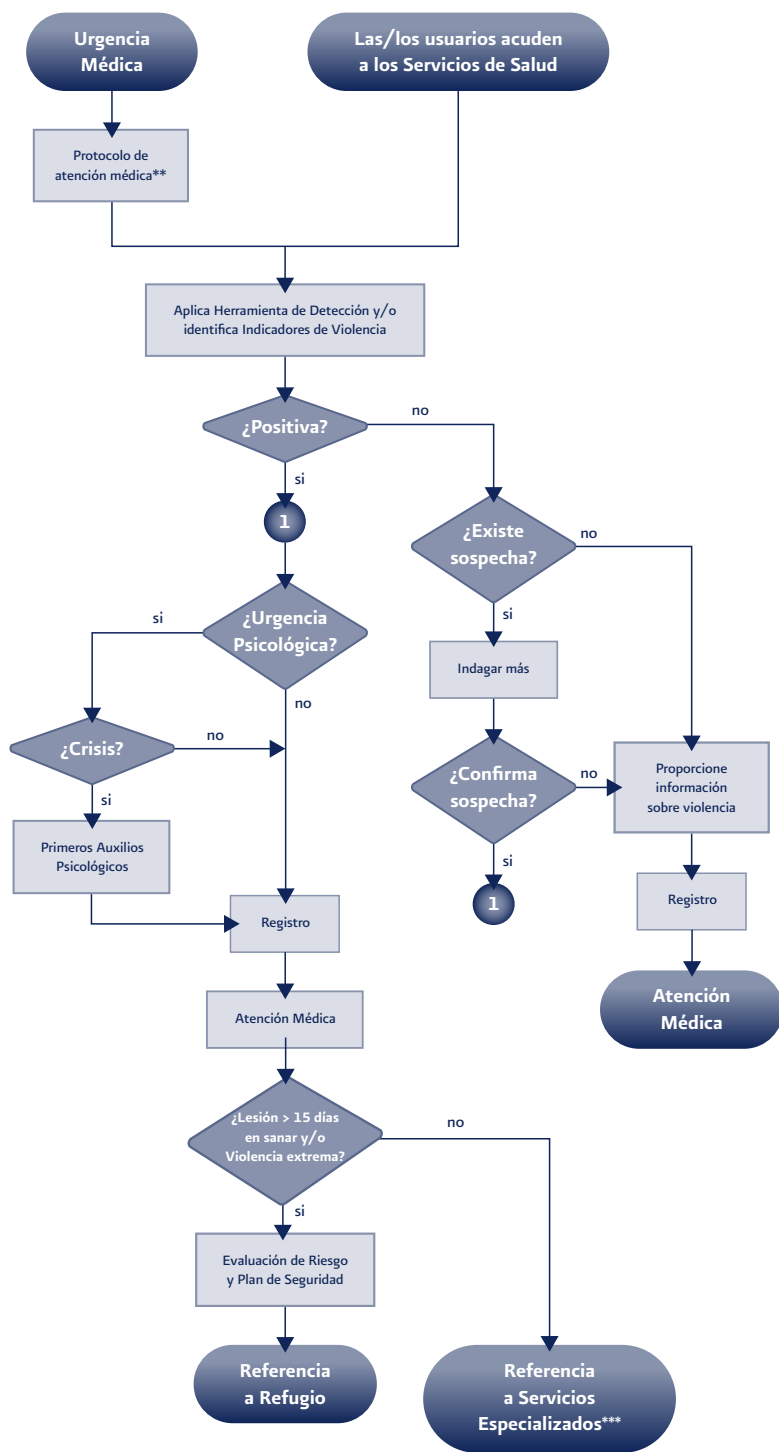 Urgencia
Médica
Las/los usuarios acuden
a los Servicios de Salud
Protocolo de
atención médica**
Aplica Herramienta de Detección y/o
identifica Indicadores de Violencia
¿Positiva?
no
si
1
¿Existe
sospecha?
no
si
¿Urgencia
Psicológica?
si
no
Indagar más
¿Crisis?
no
si
¿Confirma
sospecha?
no
si
Proporcione
información
sobre violencia
Primeros Auxilios
Psicológicos
1
Registro
Registro
Atención
Médica
Atención Médica
¿Lesión > 15 días
en sanar y/o
Violencia extrema?
no
si
Evaluación de Riesgo
y Plan de Seguridad
Referencia
a Refugio
Referencia
a Servicios
Especializados***